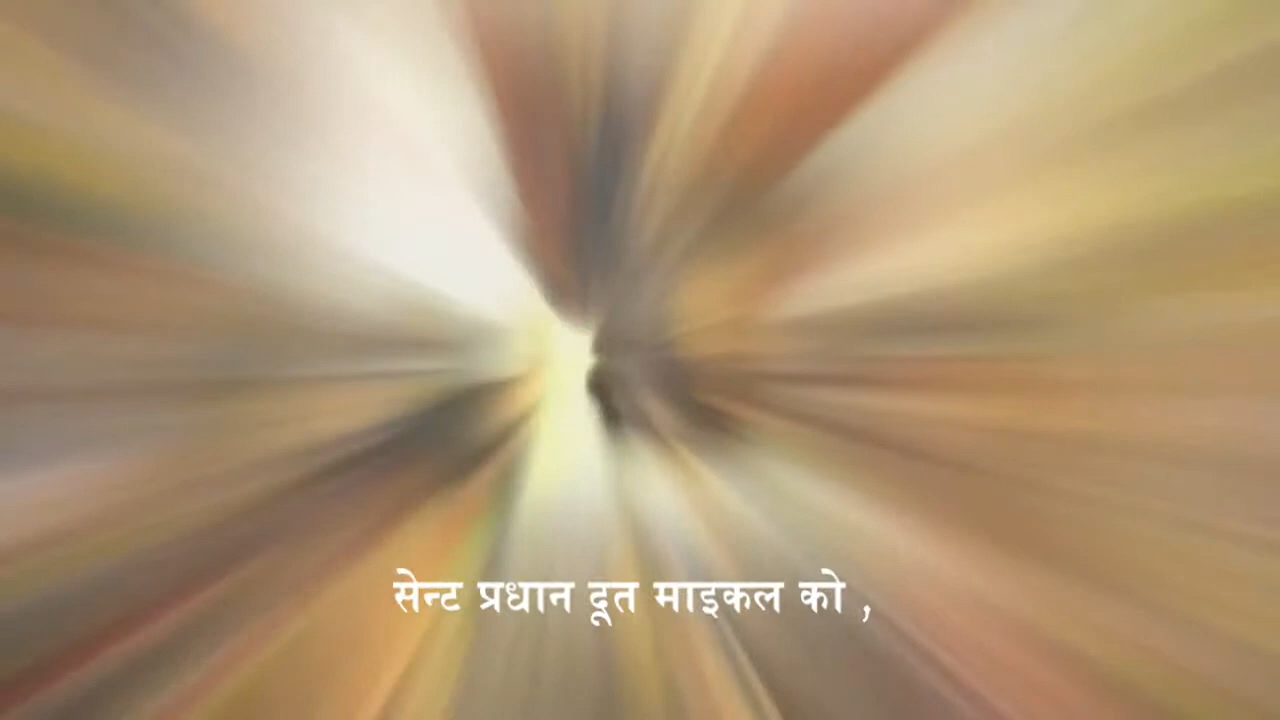 सेन्ट प्रधान दूत माइकल को ,